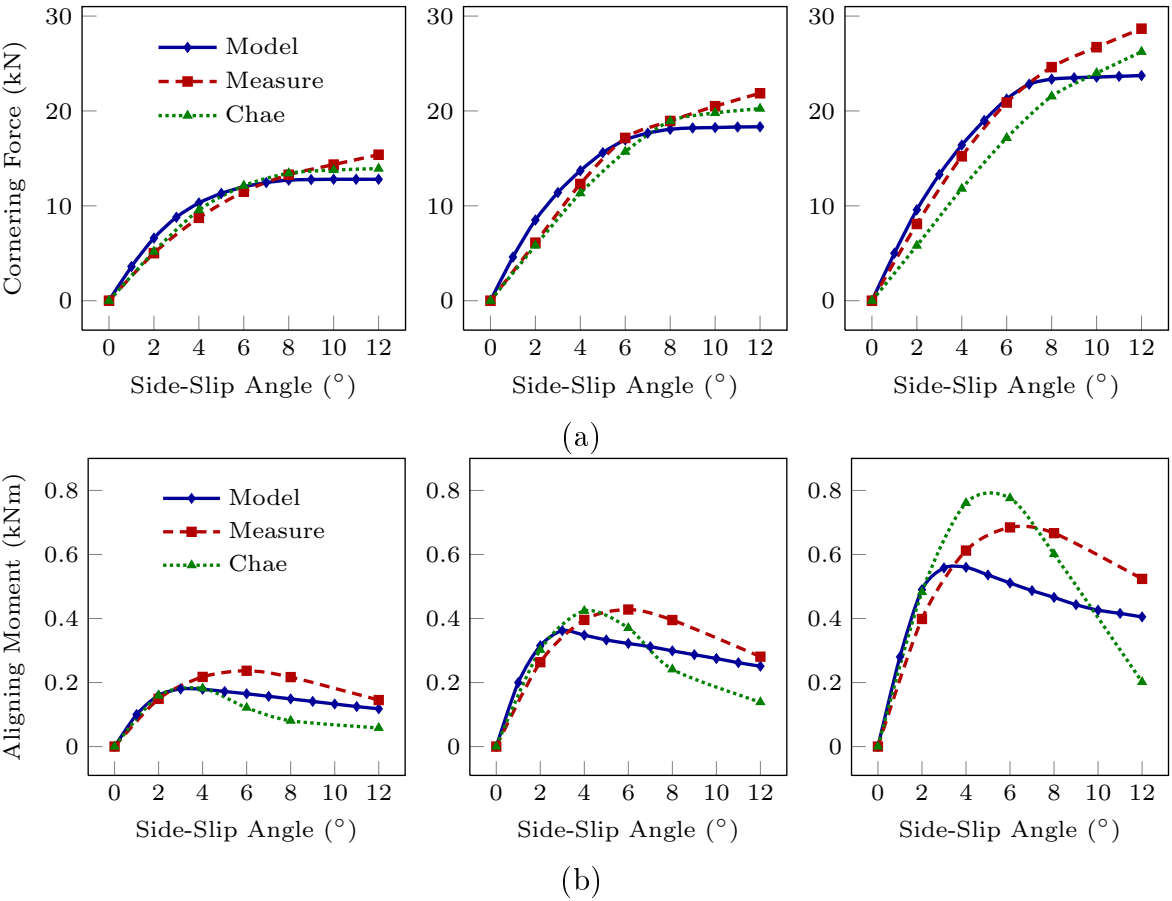 Cornering Force (kN)
30
20
10
0
Model
Measure
Chae
0 2 4 6 8 10 12
Side-Slip Angle (°)
30
20
10
0
0 2 4 6 8 10 12
Side-Slip Angle (°)
30
20
10
0
0 2 4 6 8 10 12
Side-Slip Angle (°)
(a)
Aligning Moment (kNm)
0.8
0.6
0.4
0.2
0
Model
Measure
Chae
0 2 4 6 8 10 12
Side-Slip Angle (°)
0.8
0.6
0.4
0.2
0
0 2 4 6 8 10 12
Side-Slip Angle (°)
0.8
0.6
0.4
0.2
0
0 2 4 6 8 10 12
Side-Slip Angle (°)
(b)